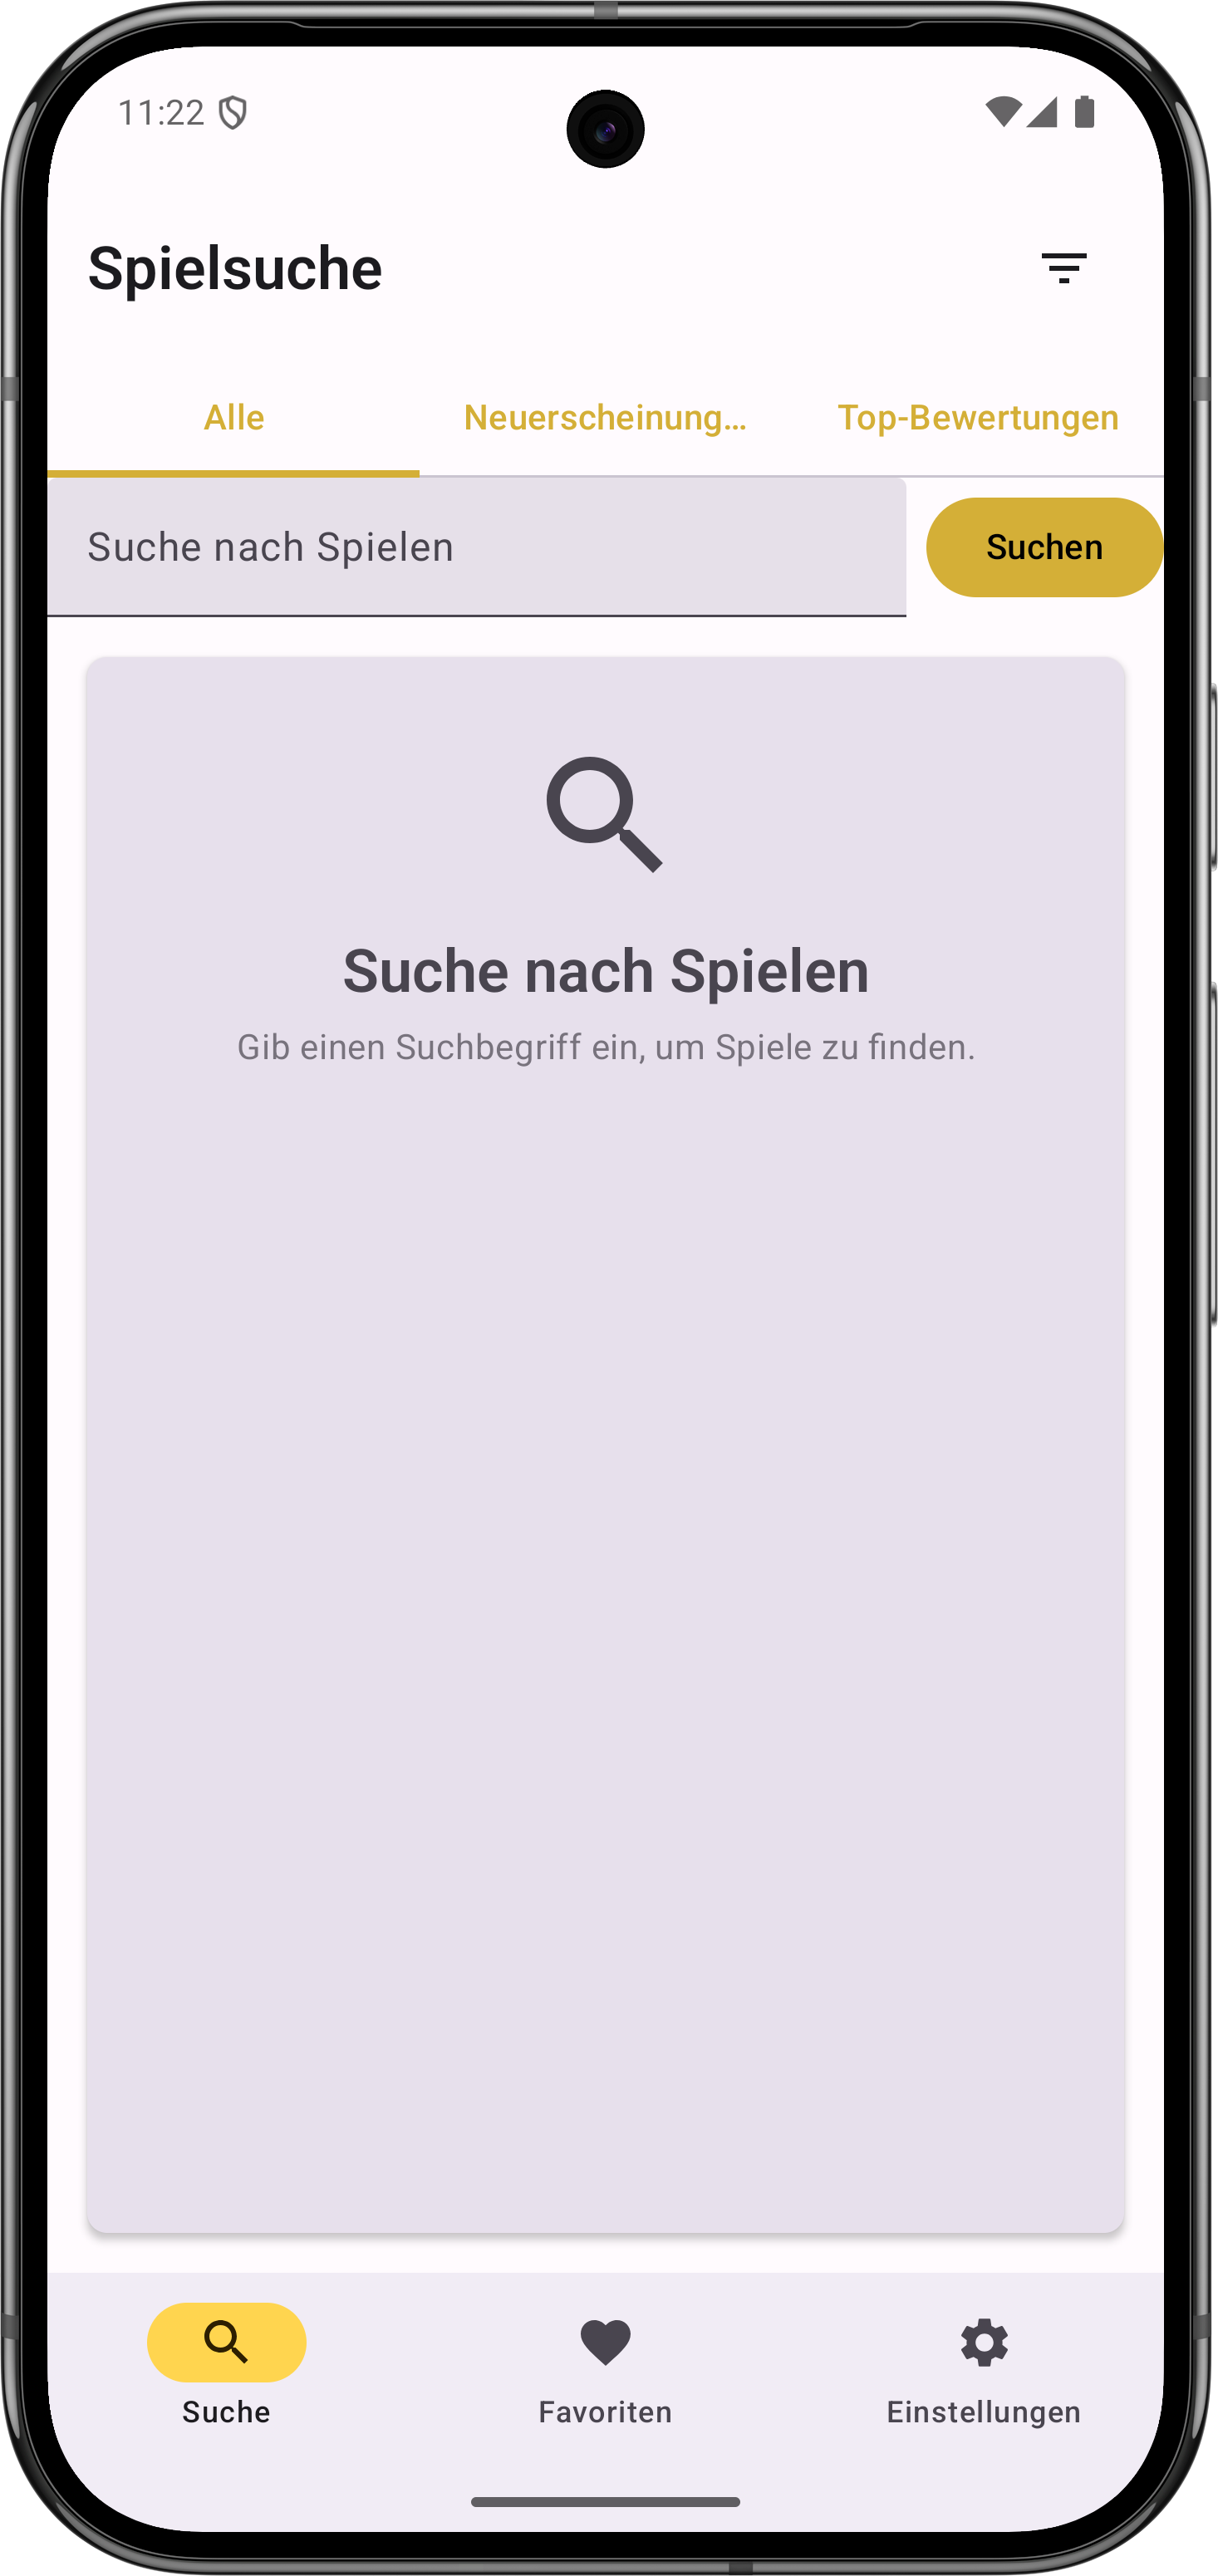 11:22
Spielsuche
Alle Neuerscheinung... Top-Bewertungen
Suche nach Spielen Suchen
Suche nach Spielen
Gib einen Suchbegriff ein, um Spiele zu finden.
Suche Favoriten Einstellungen